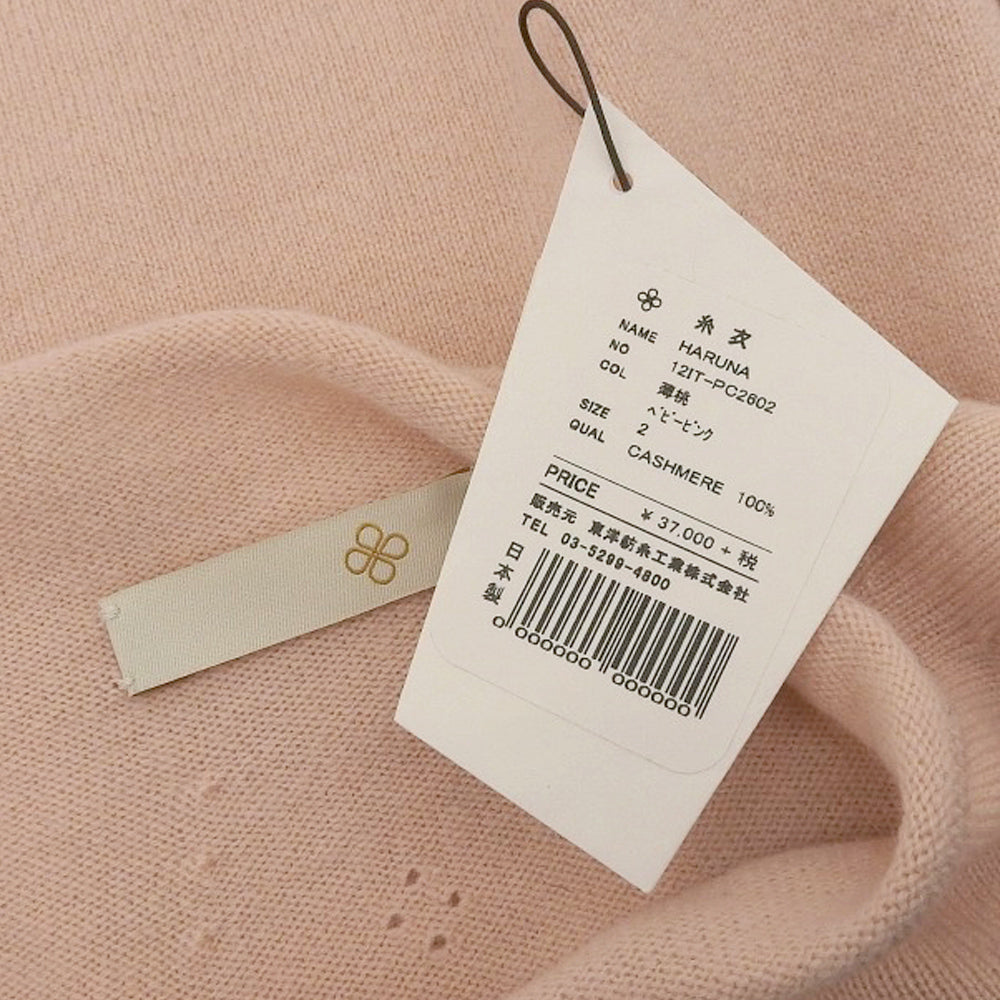 糸友
NAME HARUNA
NO 12IT-PC2602
COL 薄桃
ベビーピンク
SIZE 2
QUAL CASHMERE 100%
PRICE ¥ 37,000 + 税
販売元 東洋紡糸工業株式会社
TEL 03-5299-4800
日本製
0 000000 000000